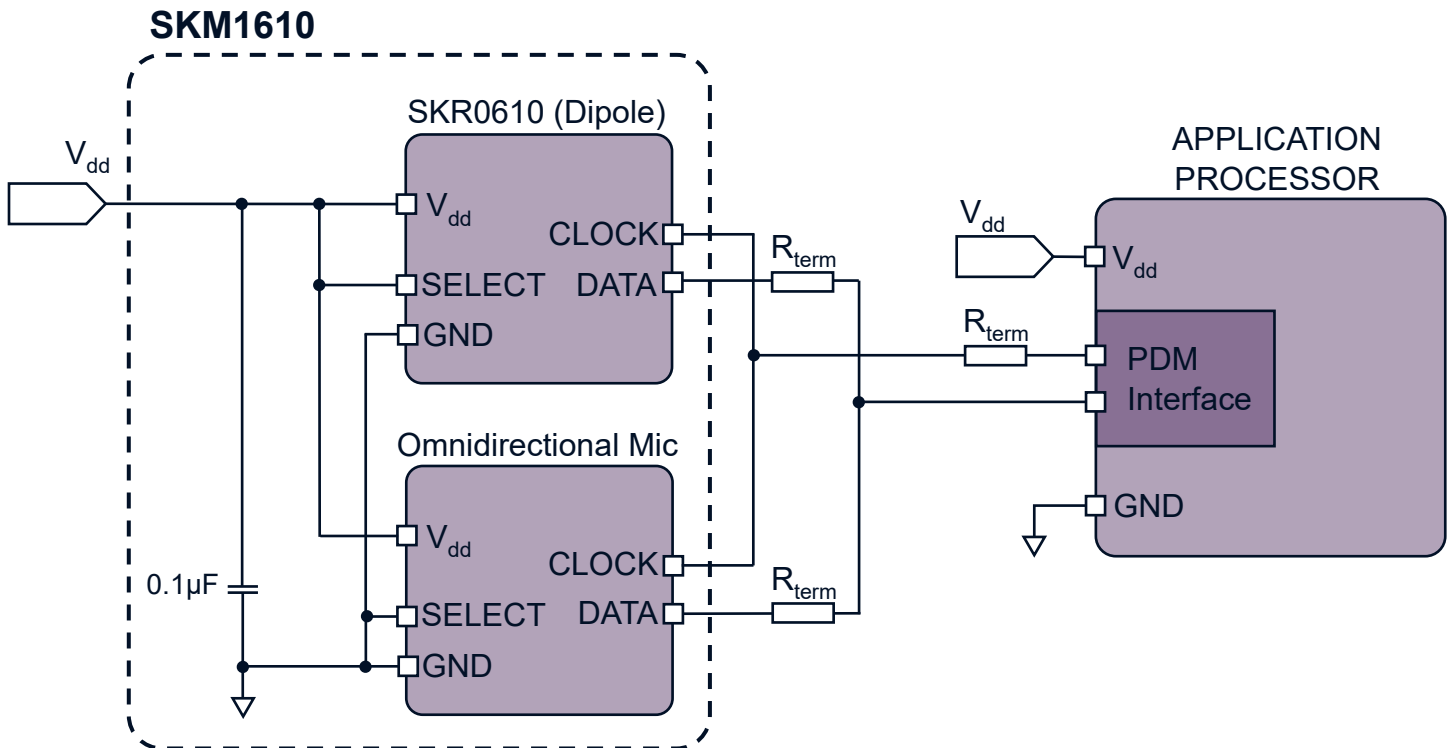 SKM1610
SKR0610 (Dipole)
Vdd
Vdd
CLOCK
SELECT
DATA
GND
Rterm
Omnidirectional Mic
Vdd
CLOCK
SELECT
DATA
GND
0.1µF
Rterm
APPLICATION
PROCESSOR
Vdd
Vdd
Rterm
PDM
Interface
GND